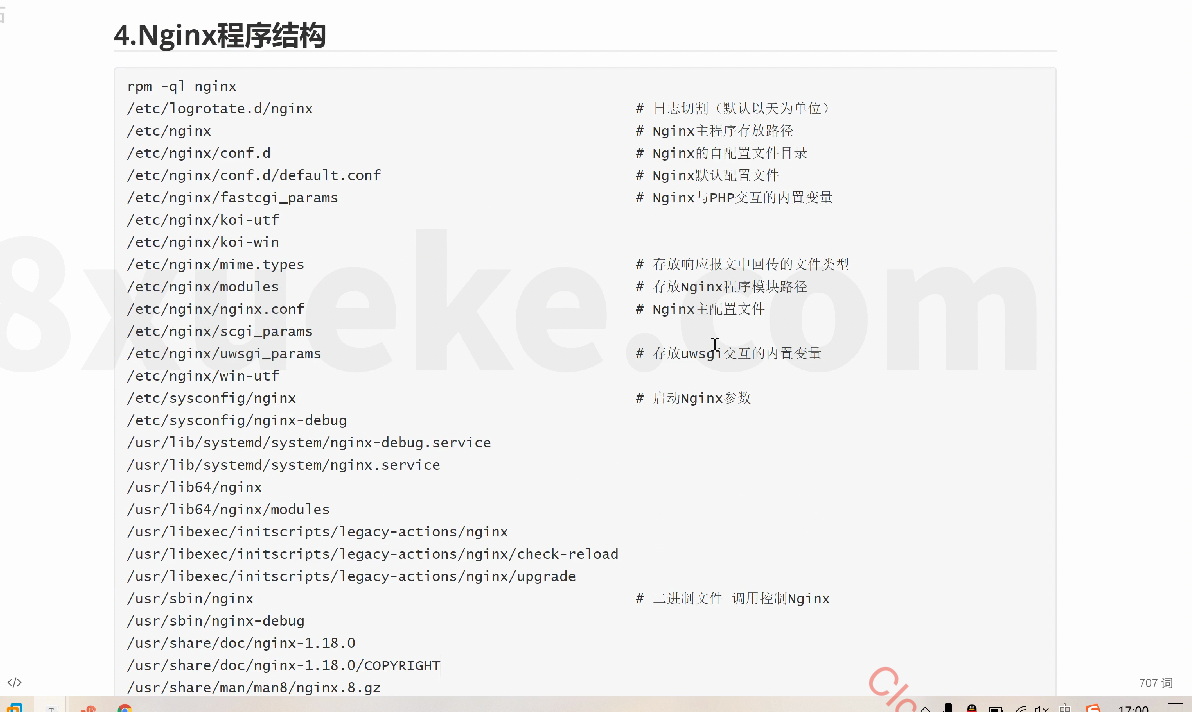 4.Nginx程序结构
rpm -ql nginx
/etc/logrotate.d/nginx # 日志切割（默认以天为单位）
/etc/nginx # Nginx主程序存放路径
/etc/nginx/conf.d # Nginx的自配置文件目录
/etc/nginx/conf.d/default.conf # Nginx默认配置文件
/etc/nginx/fastcgi_params # Nginx与PHP交互的内置变量
/etc/nginx/koi-utf
/etc/nginx/koi-win
/etc/nginx/mime.types # 存放响应报文中回传的文件类型
/etc/nginx/modules # 存放Nginx程序模块路径
/etc/nginx/nginx.conf # Nginx主配置文件
/etc/nginx/scgi_params
/etc/nginx/uwsgi_params # 存放uwsgi交互的内置变量
/etc/nginx/win-utf
/etc/sysconfig/nginx # 启动Nginx参数
/etc/sysconfig/nginx-debug
/usr/lib/systemd/system/nginx-debug.service
/usr/lib/systemd/system/nginx.service
/usr/lib64/nginx
/usr/lib64/nginx/modules
/usr/libexec/initscripts/legacy-actions/nginx
/usr/libexec/initscripts/legacy-actions/nginx/check-reload
/usr/libexec/initscripts/legacy-actions/nginx/upgrade
/usr/sbin/nginx # 二进制文件 调用控制Nginx
/usr/sbin/nginx-debug
/usr/share/doc/nginx-1.18.0
/usr/share/doc/nginx-1.18.0/COPYRIGHT
/usr/share/man/man8/nginx.8.gz
8xueke.com
</> 707 词
Clo
中 17:00